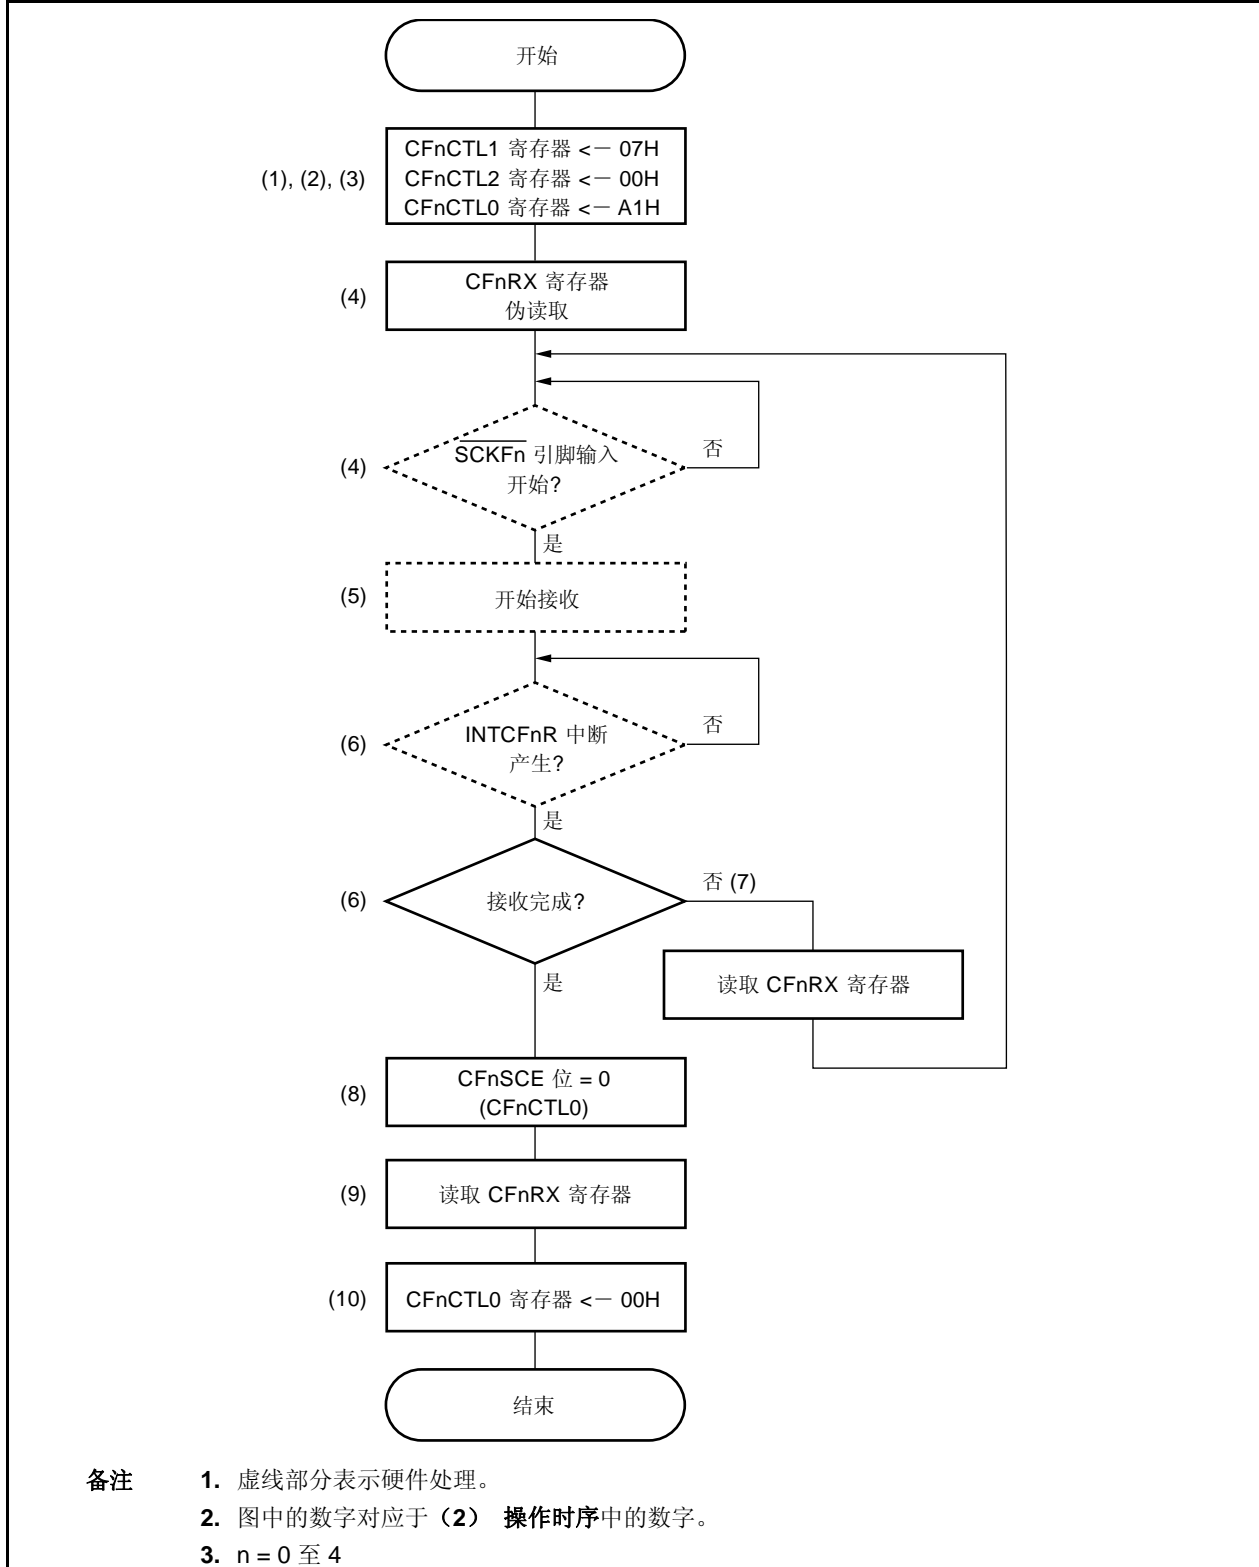 开始
(1), (2), (3)
CFnCTL1 寄存器 <－ 07H
CFnCTL2 寄存器 <－ 00H
CFnCTL0 寄存器 <－ A1H
(4)
CFnRX 寄存器
伪读取
(4)
SCKFn 引脚输入
开始?
否
是
(5)
开始接收
(6)
INTCFnR 中断
产生?
否
是
(6)
接收完成?
否 (7)
是
读取 CFnRX 寄存器
(8)
CFnSCE 位 = 0
(CFnCTL0)
(9)
读取 CFnRX 寄存器
(10)
CFnCTL0 寄存器 <－ 00H
结束
备注 1. 虚线部分表示硬件处理。
2. 图中的数字对应于（2） 操作时序中的数字。
3. n = 0 至 4